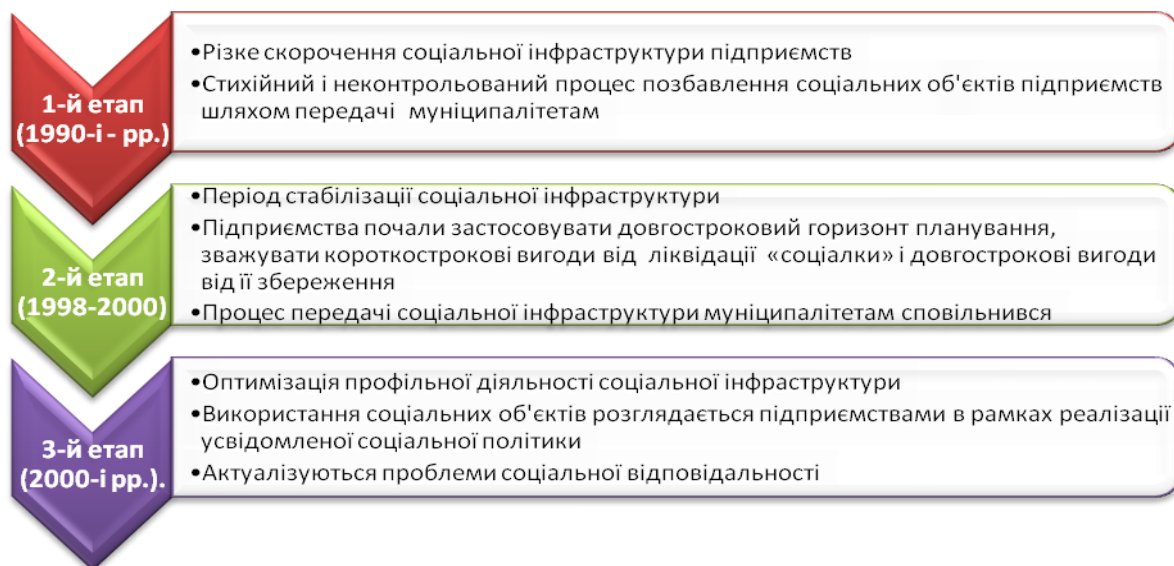 1-й етап
(1990-і - рр.)
•Різке скорочення соціальної інфраструктури підприємств
•Стихійний і неконтрольований процес позбавлення соціальних об'єктів підприємств
шляхом передачі муніципалітетам
2-й етап
(1998-2000)
•Період стабілізації соціальної інфраструктури
•Підприємства почали застосовувати довгостроковий горизонт планування,
зважувати короткострокові вигоди від ліквідації «соціалки» і довгострокові вигоди
від її збереження
•Процес передачі соціальної інфраструктури муніципалітетам сповільнився
3-й етап
(2000-і рр.).
•Оптимізація профільної діяльності соціальної інфраструктури
•Використання соціальних об'єктів розглядається підприємствами в рамках реалізації
усвідомленої соціальної політики
•Актуалізуються проблеми соціальної відповідальності